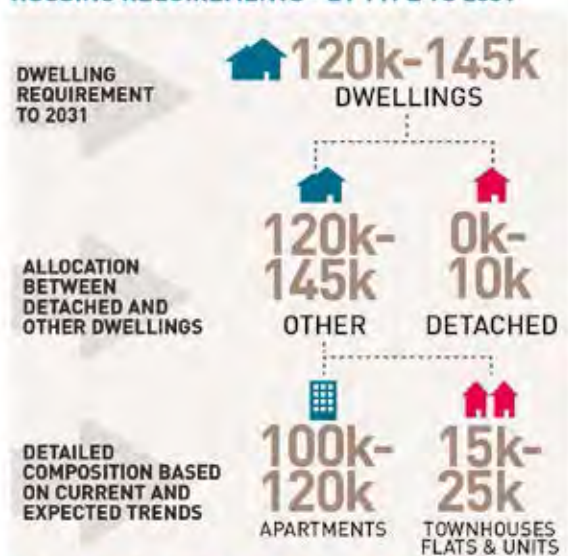 DWELLING
REQUIREMENT
TO 2031
120k-145k
DWELLINGS
ALLOCATION
BETWEEN
DETACHED AND
OTHER DWELLINGS
120k-
145k
OTHER
0k-
10k
DETACHED
DETAILED
COMPOSITION BASED
ON CURRENT AND
EXPECTED TRENDS
100k-
120k
APARTMENTS
15k-
25k
TOWNHOUSES
FLATS & UNITS